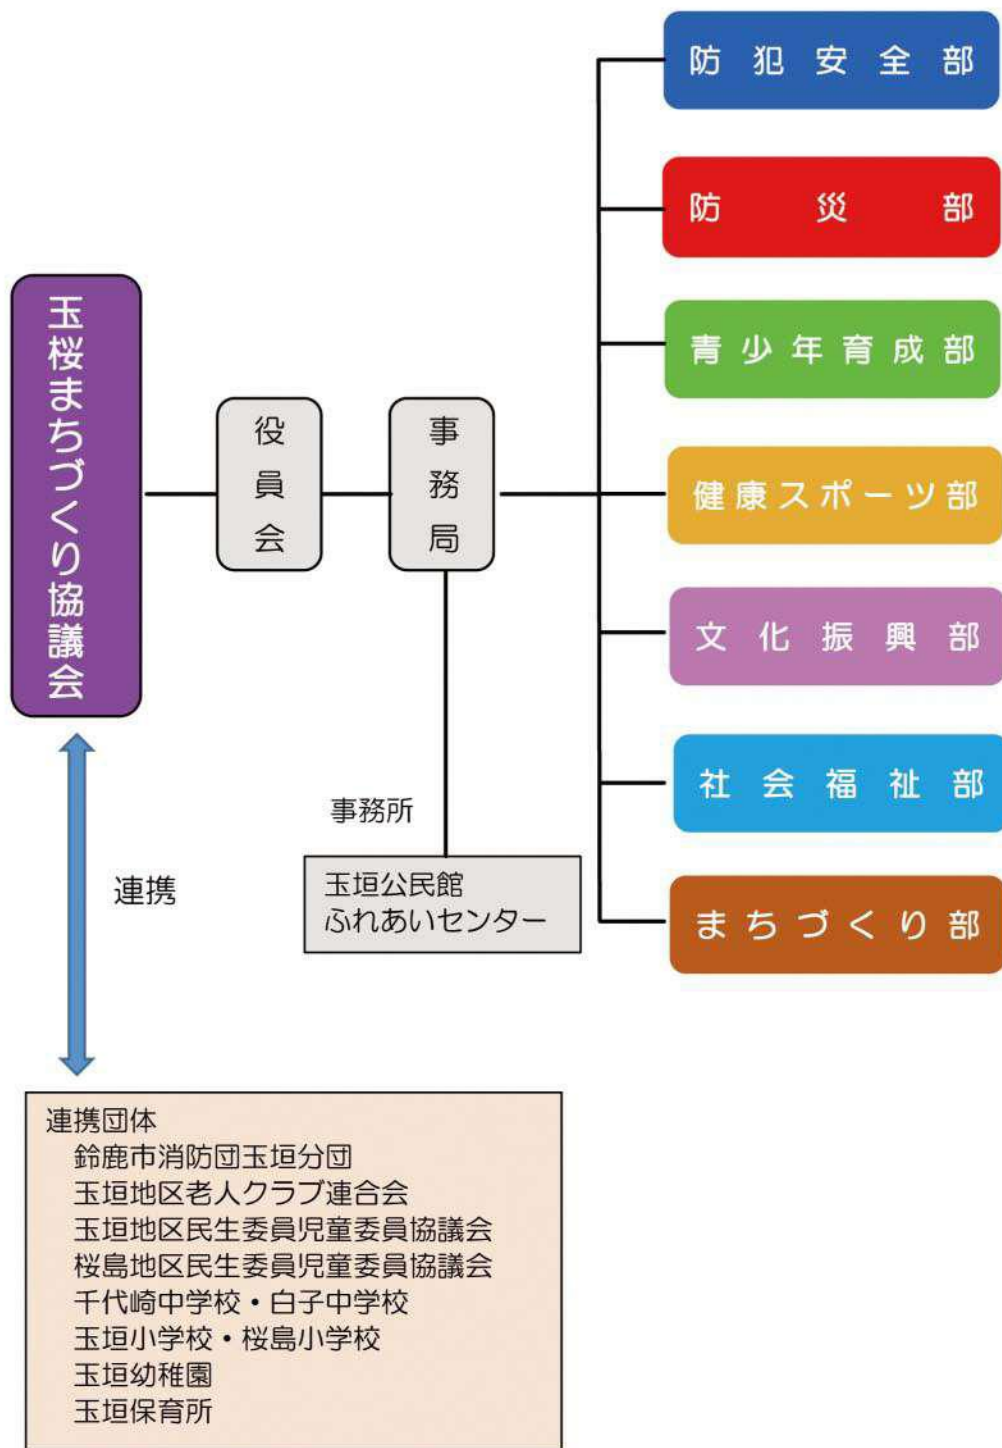 玉桜まちづくり協議会
役員会
事務局
防犯安全部
防災部
青少年育成部
健康スポーツ部
文化振興部
社会福祉部
まちづくり部
事務所
玉垣公民館
ふれあいセンター
連携
連携団体
鈴鹿市消防団玉垣分団
玉垣地区老人クラブ連合会
玉垣地区民生委員児童委員協議会
桜島地区民生委員児童委員協議会
千代崎中学校・白子中学校
玉垣小学校・桜島小学校
玉垣幼稚園
玉垣保育所